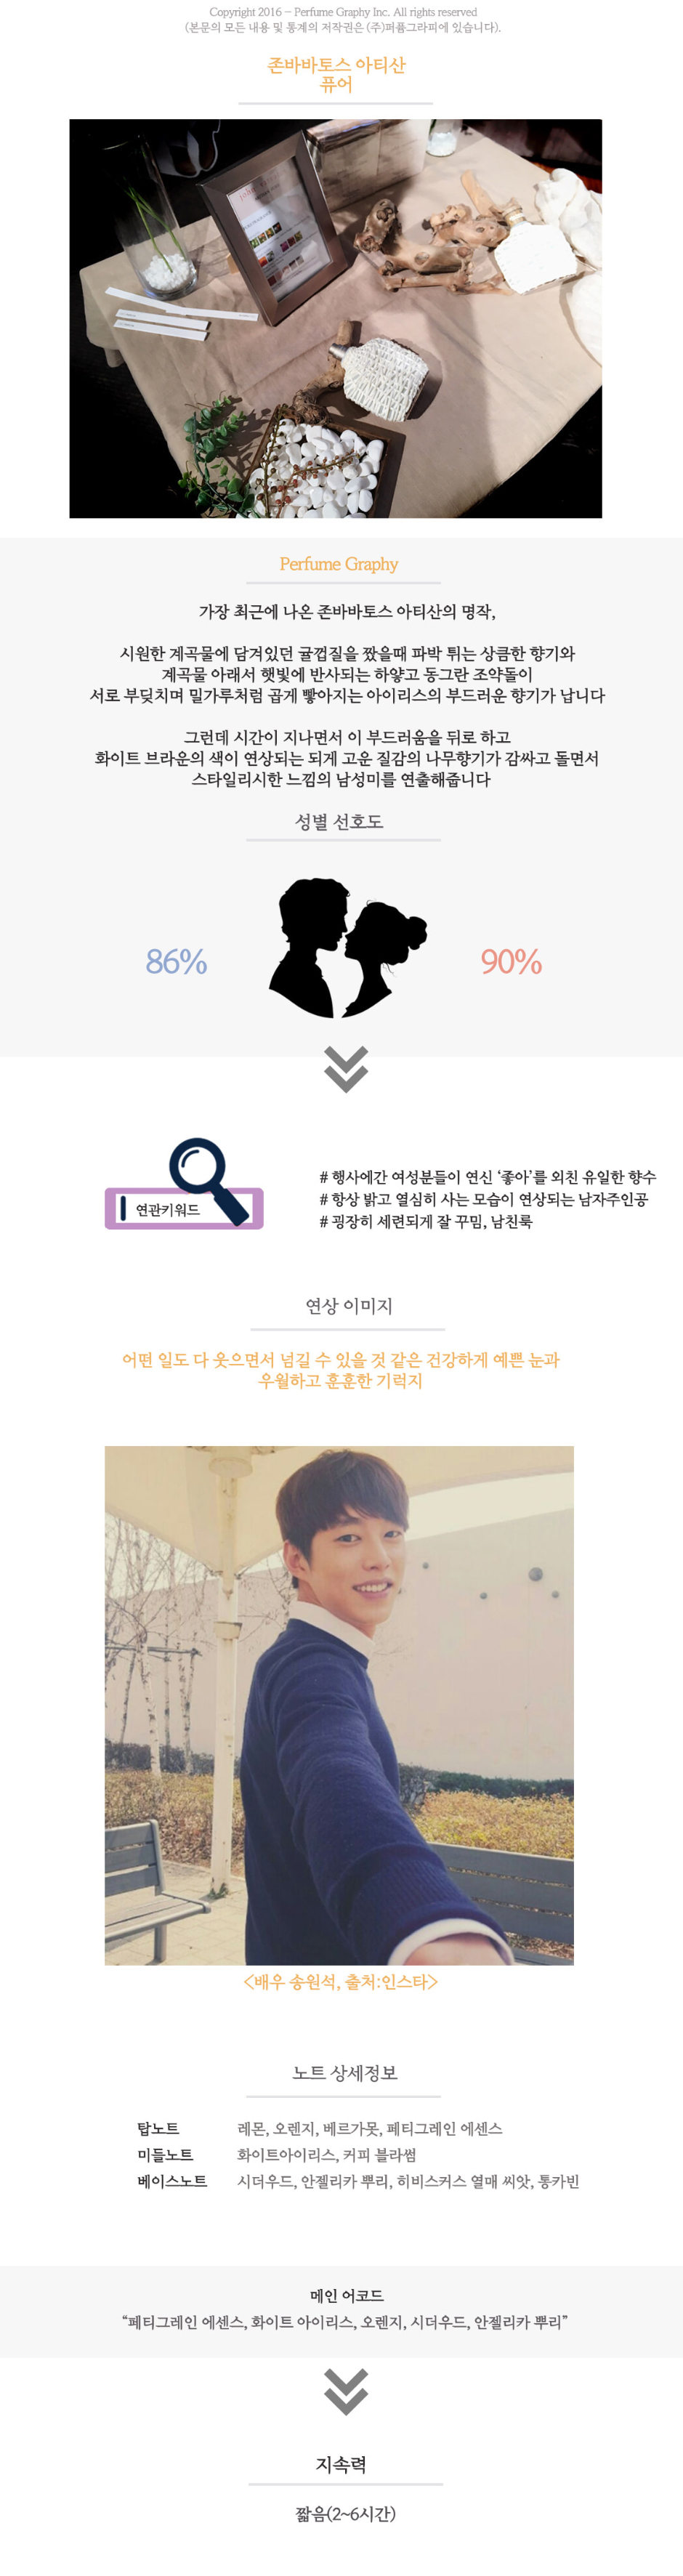 Copyright 2016 - Perfume Graphy Inc. All rights reserved
(본문의 모든 내용 및 통계의 저작권은 (주)퍼퓸그라피에 있습니다).
존바바토스 아티산
퓨어
Perfume Graphy
가장 최근에 나온 존바바토스 아티산의 명작,
시원한 계곡물에 담겨있던 귤껍질을 짰을때 파박 튀는 상큼한 향기와
계곡물 아래서 햇빛에 반사되는 하얗고 동그란 조약돌이
서로 부딪치며 밀가루처럼 곱게 빻아지는 아이리스의 부드러운 향기가 납니다
그런데 시간이 지나면서 이 부드러움을 뒤로 하고
화이트 브라운의 색이 연상되는 되게 고운 질감의 나무향기가 감싸고 돌면서
스타일리시한 느낌의 남성미를 연출해줍니다
성별 선호도
86%
90%
연관키워드
# 행사에간 여성분들이 연신 ‘좋아’를 외친 유일한 향수
# 항상 밝고 열심히 사는 모습이 연상되는 남자주인공
# 굉장히 세련되게 잘 꾸밈, 남친룩
연상 이미지
어떤 일도 다 웃으면서 넘길 수 있을 것 같은 건강하게 예쁜 눈과
우월하고 훈훈한 기럭지
<배우 송원석, 출처:인스타>
노트 상세정보
탑노트 레몬, 오렌지, 베르가못, 페티그레인 에센스
미들노트 화이트아이리스, 커피 블라썸
베이스노트 시더우드, 안젤리카 뿌리, 히비스커스 열매 씨앗, 통카빈
메인 어코드
“페티그레인 에센스, 화이트 아이리스, 오렌지, 시더우드, 안젤리카 뿌리”
지속력
짧음(2~6시간)